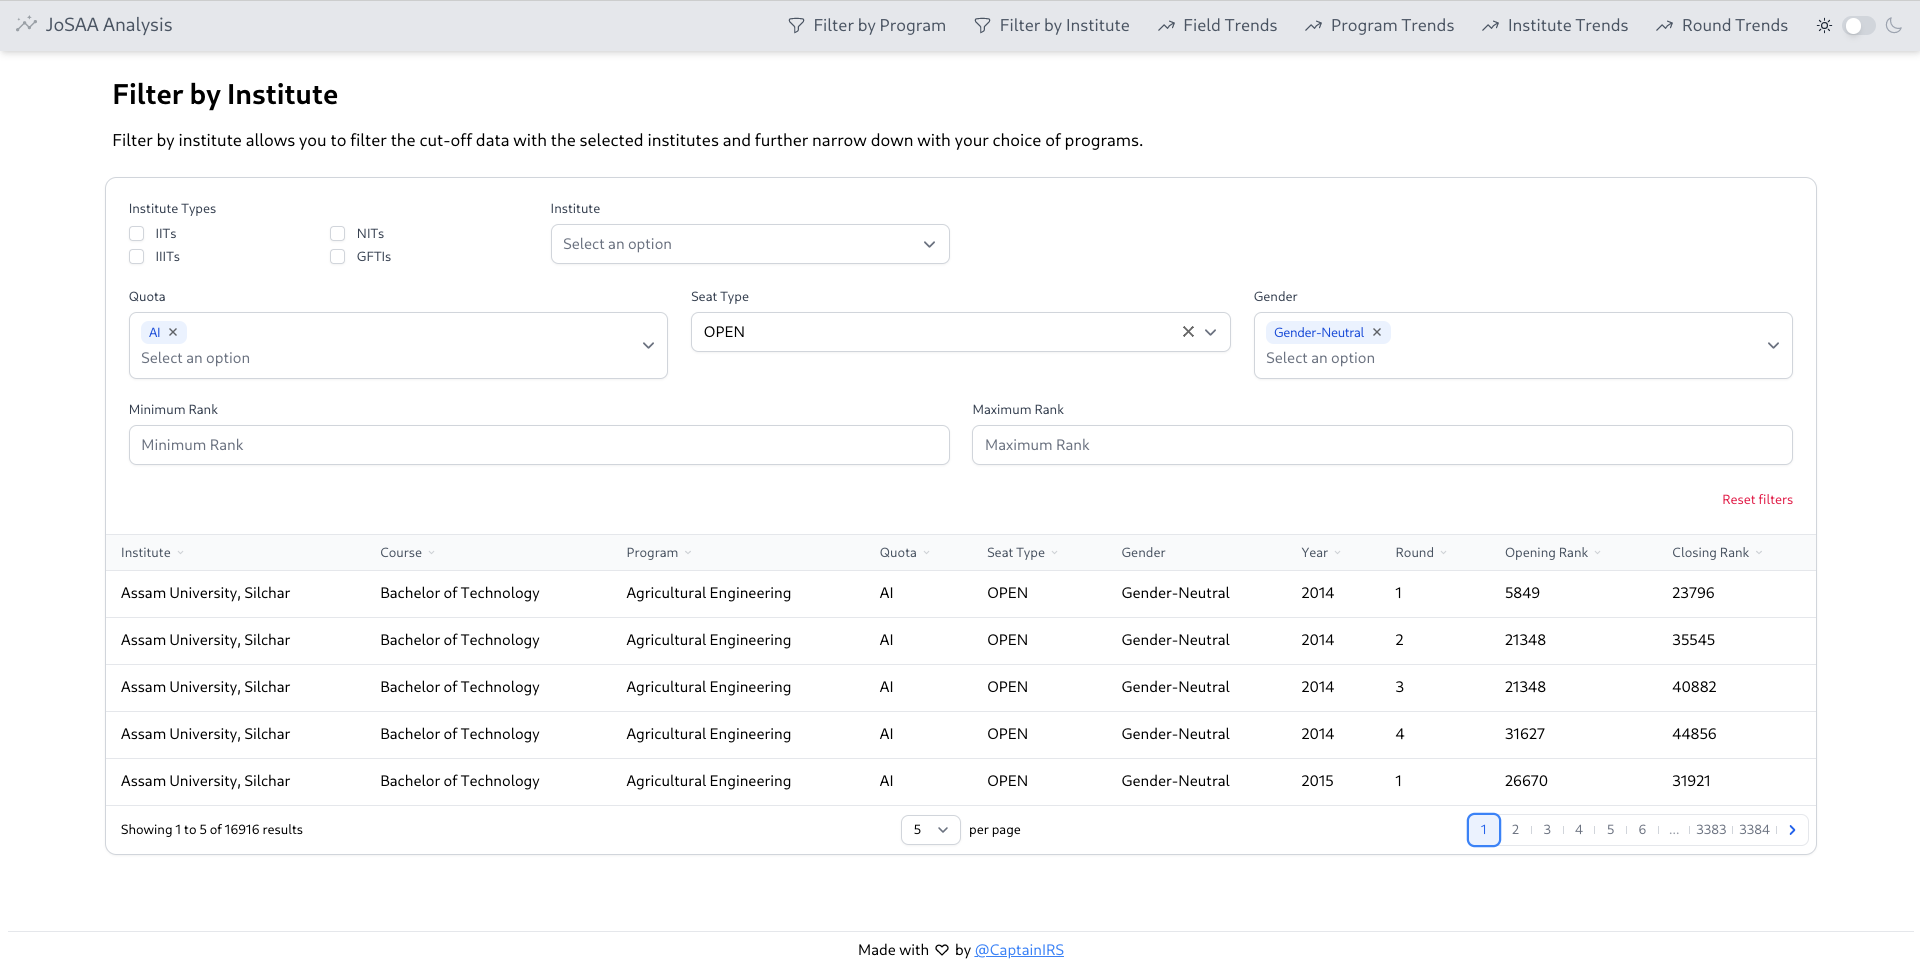 JoSAA Analysis
Filter by Program
Filter by Institute
Field Trends
Program Trends
Institute Trends
Round Trends
Filter by Institute
Filter by institute allows you to filter the cut-off data with the selected institutes and further narrow down with your choice of programs.
Institute Types
IITs
NITs
IIITs
GFTIs
Institute
Select an option
Quota
AI
Select an option
Seat Type
OPEN
Gender
Gender-Neutral
Select an option
Minimum Rank
Minimum Rank
Maximum Rank
Maximum Rank
Reset filters
Institute Course Program Quota Seat Type Gender Year Round Opening Rank Closing Rank
Assam University, Silchar Bachelor of Technology Agricultural Engineering AI OPEN Gender-Neutral 2014 1 5849 23796
Assam University, Silchar Bachelor of Technology Agricultural Engineering AI OPEN Gender-Neutral 2014 2 21348 35545
Assam University, Silchar Bachelor of Technology Agricultural Engineering AI OPEN Gender-Neutral 2014 3 21348 40882
Assam University, Silchar Bachelor of Technology Agricultural Engineering AI OPEN Gender-Neutral 2014 4 31627 44856
Assam University, Silchar Bachelor of Technology Agricultural Engineering AI OPEN Gender-Neutral 2015 1 26670 31921
Showing 1 to 5 of 16916 results
5 per page
1 2 3 4 5 6 ... 3383 3384
Made with ♡ by @CaptainIRS